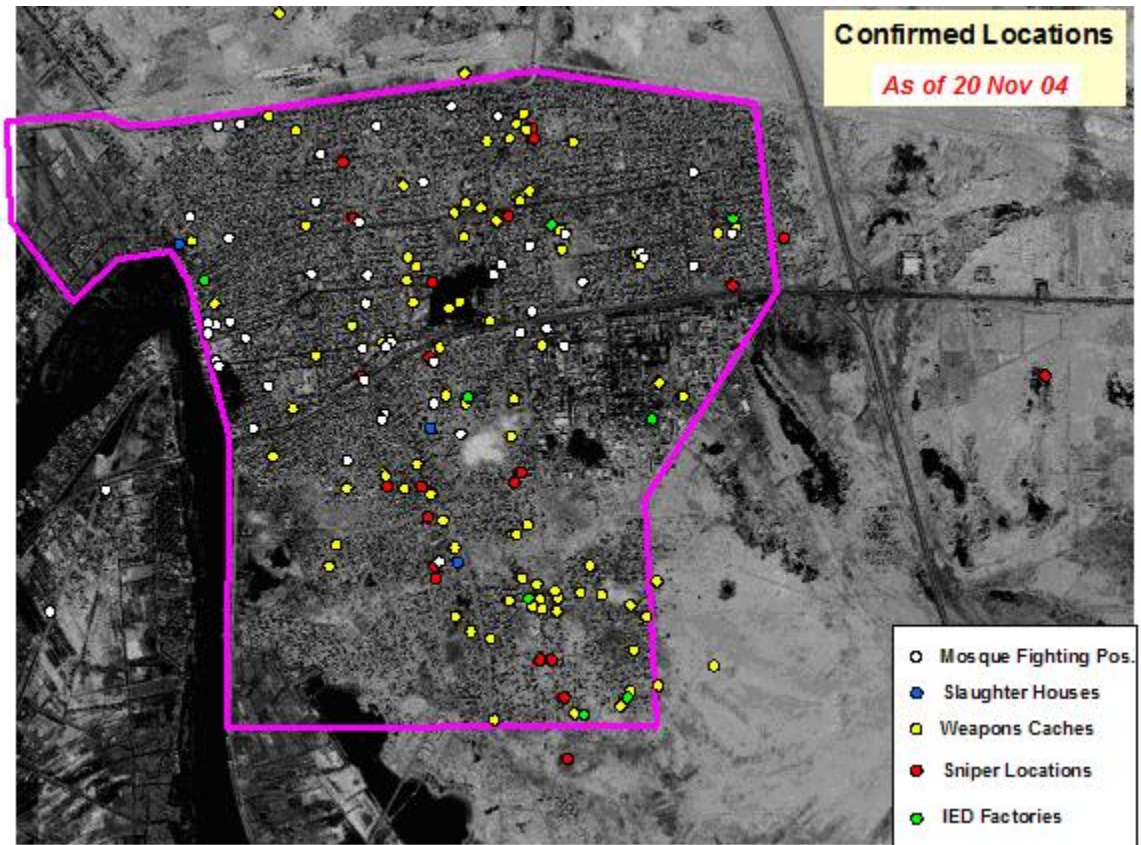 Confirmed Locations
As of 20 Nov 04
Mosque Fighting Pos.
Slaughter Houses
Weapons Caches
Sniper Locations
IED Factories